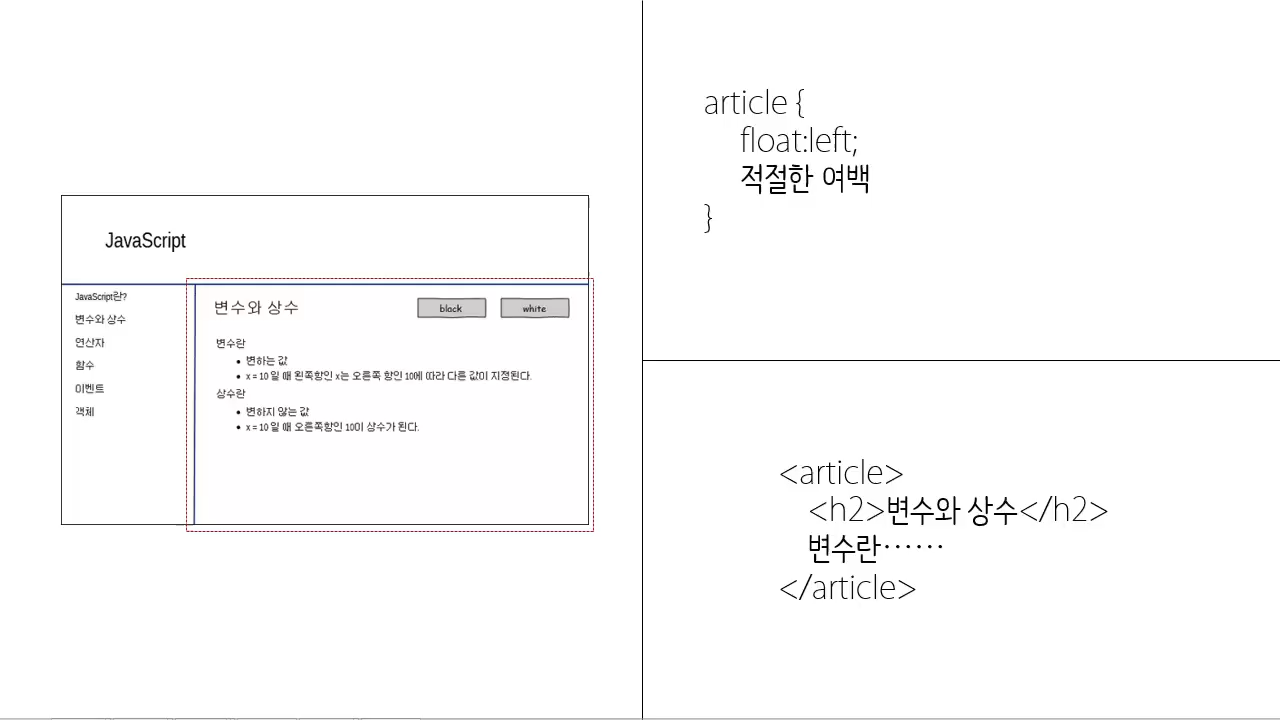 JavaScript
JavaScript란?
변수와 상수
연산자
함수
이벤트
객체
변수와 상수
black
white
변수란
• 변하는 값
• x = 10 일 때 왼쪽항인 x는 오른쪽 항인 10에 따라 다른 값이 지정된다.
상수란
• 변하지 않는 값
• x = 10 일 때 오른쪽항인 10이 상수가 된다.
article {
float:left;
적절한 여백
}
<article>
<h2>변수와 상수</h2>
변수란⋯⋯
</article>